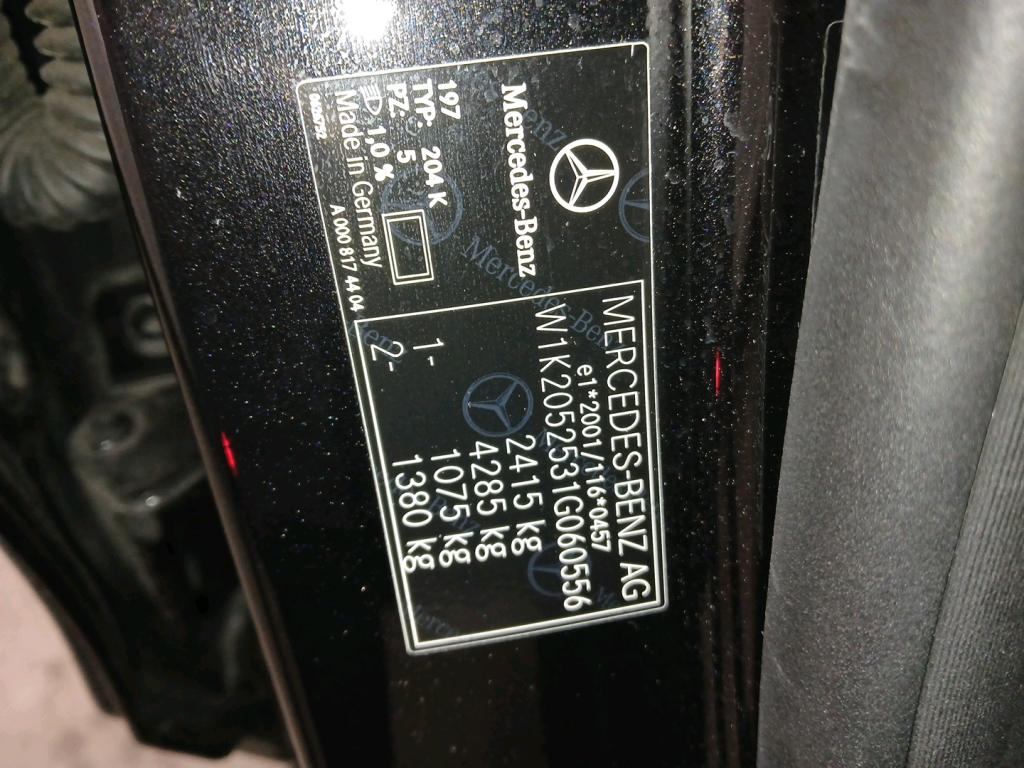 Mercedes-Benz
197
TYP. 204 K
PZ. 5
1,0 %
Made in Germany
A 000 817 44 04
MERCEDES-BENZ AG
e1*2001/116*0457
W1K2052531G060556
2415 kg
4285 kg
1- 1075 kg
2- 1380 kg